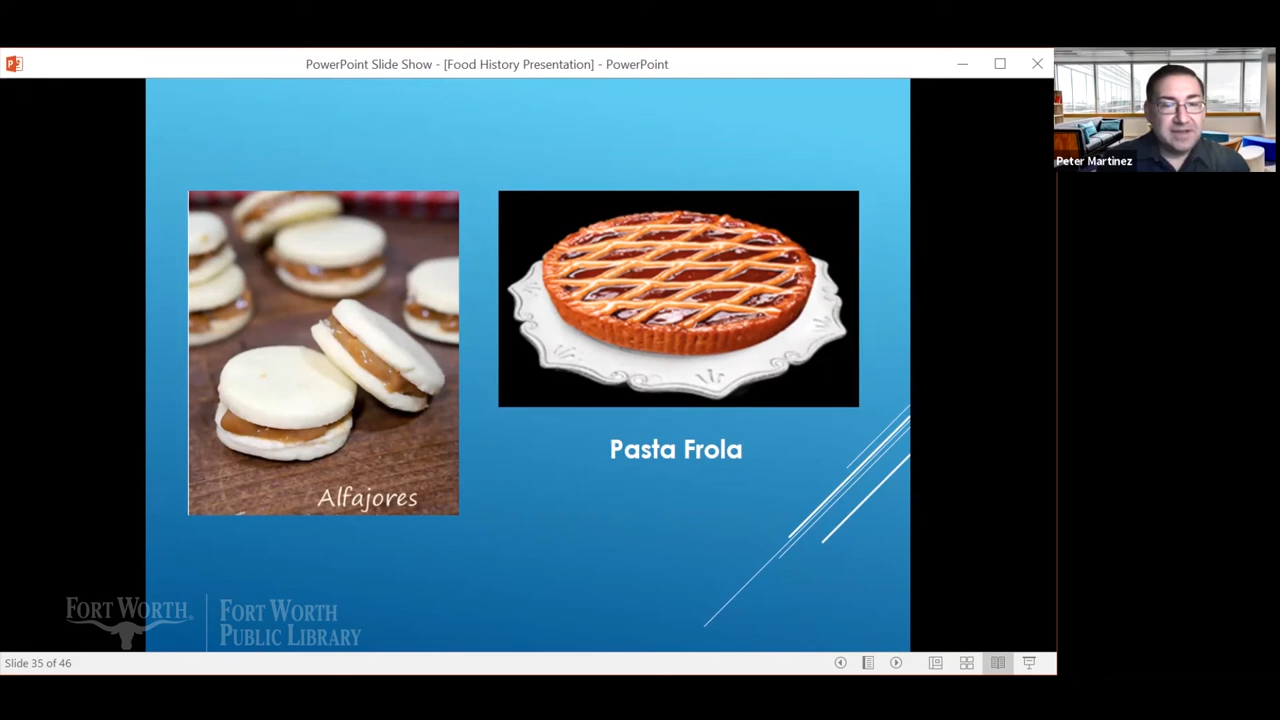 PowerPoint Slide Show - [Food History Presentation] - PowerPoint
Peter Martinez
Alfajores
Pasta Frola
FORT WORTH®
FORT WORTH
PUBLIC LIBRARY
Slide 35 of 46